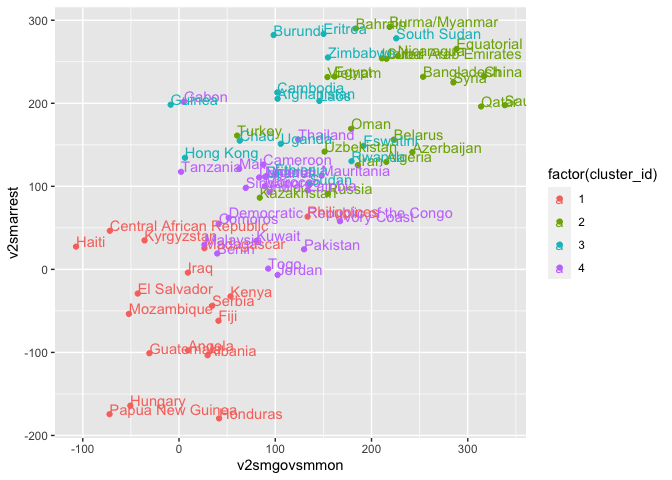 300
200
100
0
-100
-200
-100
0
100
200
300
v2smarrest
v2smgovsmmon
factor(cluster_id)
a 1
a 2
a 3
a 4
Burundi
Eritrea
Bahrain
Burma/Myanmar
South Sudan
Zimbabwe
Nicaragua
United Arab Emirates
Equatorial
Vietnam
Egypt
Bangladesh
China
Syria
Cambodia
Afghanistan
Laos
Guinea
Gabon
Qatar
Sau
Turkey
Chad
Uganda
Thailand
Oman
Eswatini
Belarus
Uzbekistan
Azerbaijan
Hong Kong
Tanzania
Mali
Cameroon
Rwanda
Iran
Algeria
Mauritania
Sudan
Kazakhstan
Russia
Democratic Republic of the Congo
Philippines
Comoros
Ivory Coast
Central African Republic
Haiti
Kyrgyzstan
Malaysia
Madagascar
Kuwait
Benin
Pakistan
Togo
Jordan
Iraq
El Salvador
Kenya
Serbia
Mozambique
Fiji
Guatemala
Angola
Albania
Hungary
Papua New Guinea
Honduras